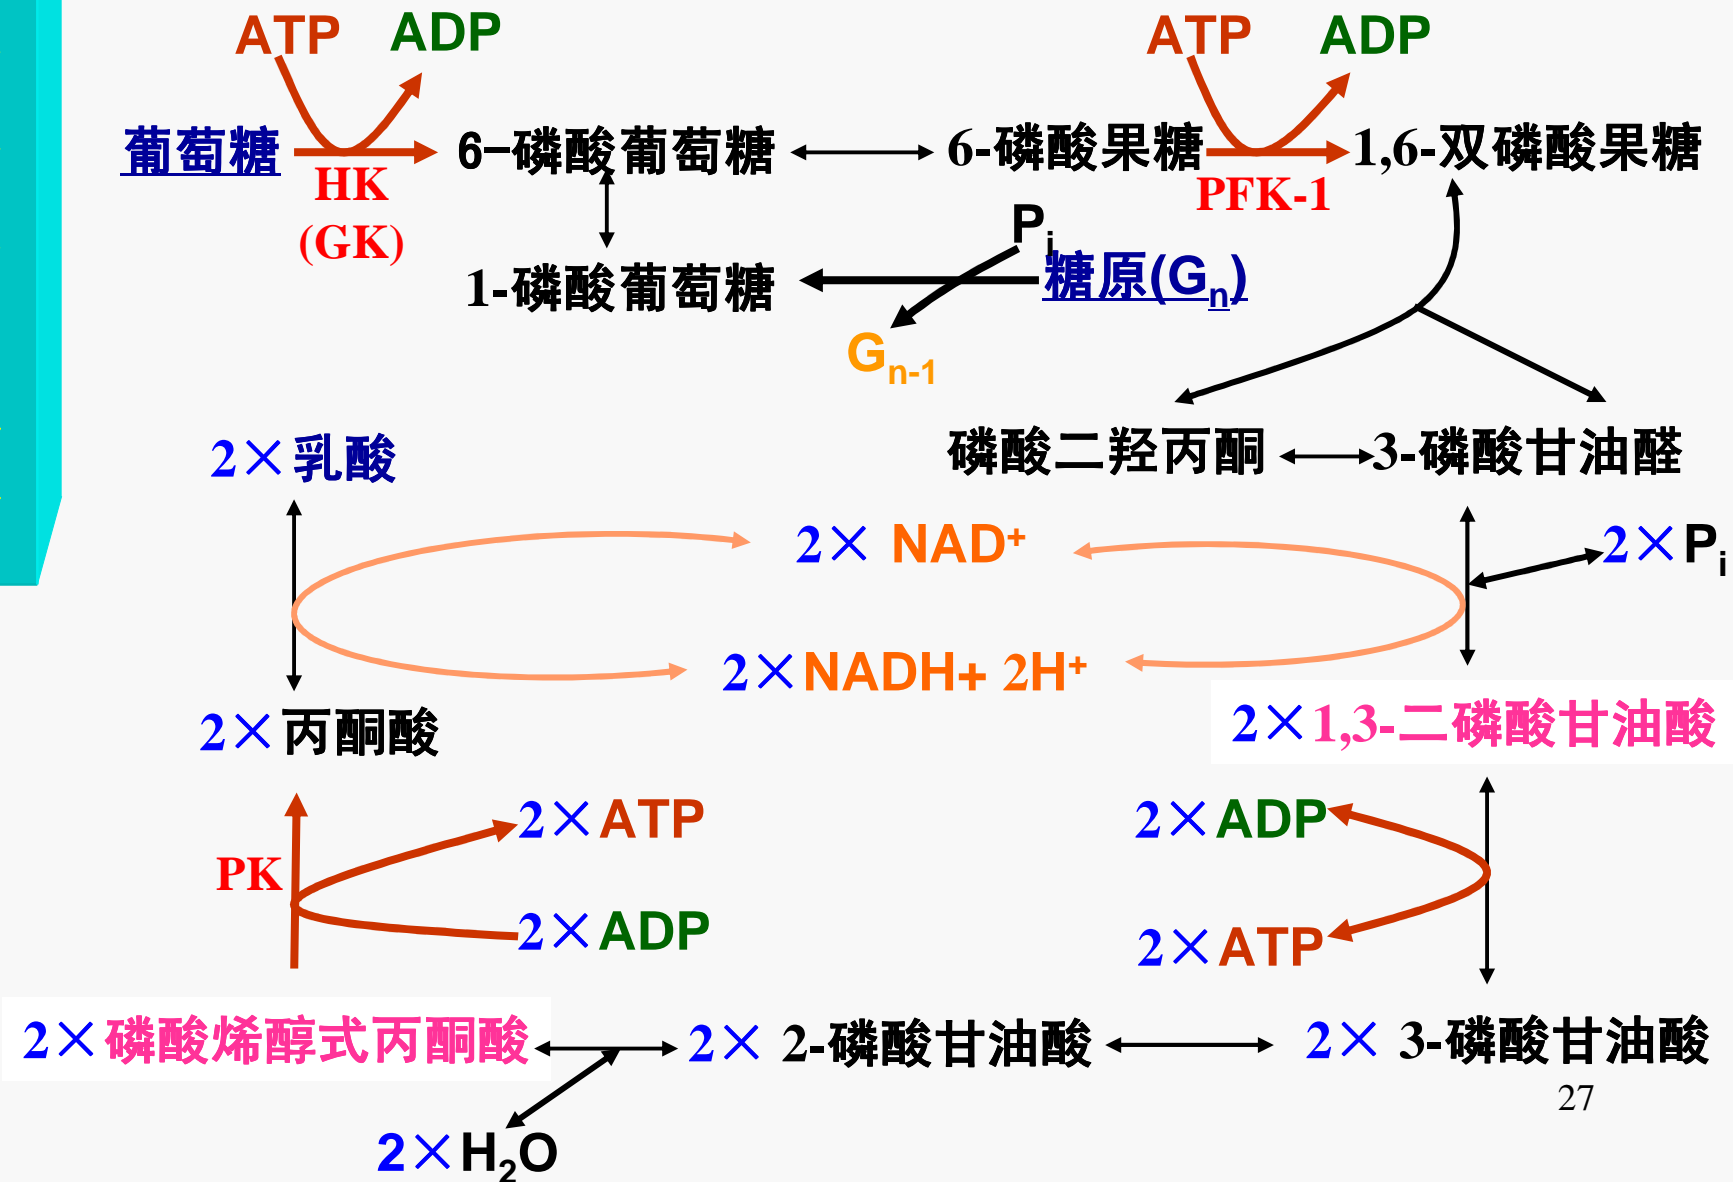 ATP ADP ATP ADP
葡萄糖 6-磷酸葡萄糖 6-磷酸果糖 1,6-双磷酸果糖
HK PFK-1
(GK) Pi
1-磷酸葡萄糖 糖原(Gn)
Gn-1
2×乳酸 磷酸二羟丙酮 3-磷酸甘油醛
2× NAD+ 2×Pi
2×NADH+ 2H+
2×丙酮酸 2×1,3-二磷酸甘油酸
2×ATP 2×ADP
PK
2×ADP 2×ATP
2×磷酸烯醇式丙酮酸 2× 2-磷酸甘油酸 2× 3-磷酸甘油酸
27
2×H2O